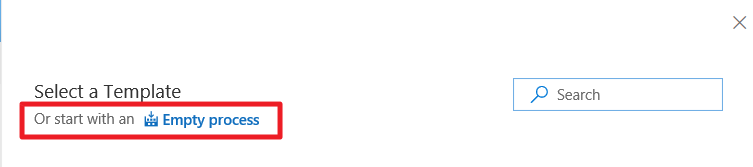 Select a Template
Search
Or start with an Empty process